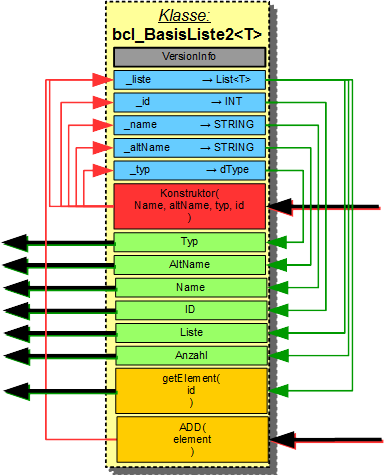 Klasse:
bcl_BasisListe2<T>
VersionInfo
_liste → List<T>
_id → INT
_name → STRING
_altName → STRING
_typ → dType
Konstruktor(
Name, altName, typ, id
)
Typ
AltName
Name
ID
Liste
Anzahl
getElement(
id
)
ADD(
element
)